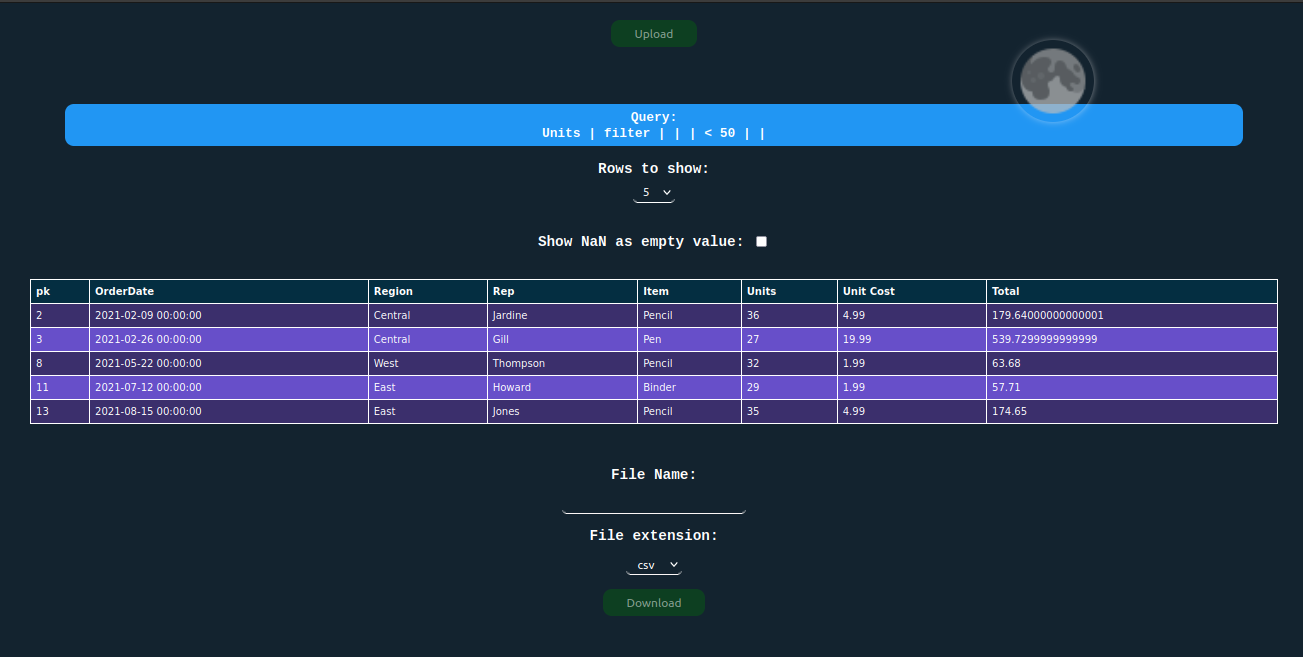 Upload
Query:
Units | filter | | | < 50 | |
Rows to show:
5
Show NaN as empty value:
pk OrderDate Region Rep Item Units Unit Cost Total
2 2021-02-09 00:00:00 Central Jardine Pencil 36 4.99 179.64000000000001
3 2021-02-26 00:00:00 Central Gill Pen 27 19.99 539.7299999999999
8 2021-05-22 00:00:00 West Thompson Pencil 32 1.99 63.68
11 2021-07-12 00:00:00 East Howard Binder 29 1.99 57.71
13 2021-08-15 00:00:00 East Jones Pencil 35 4.99 174.65
File Name:
File extension:
csv
Download